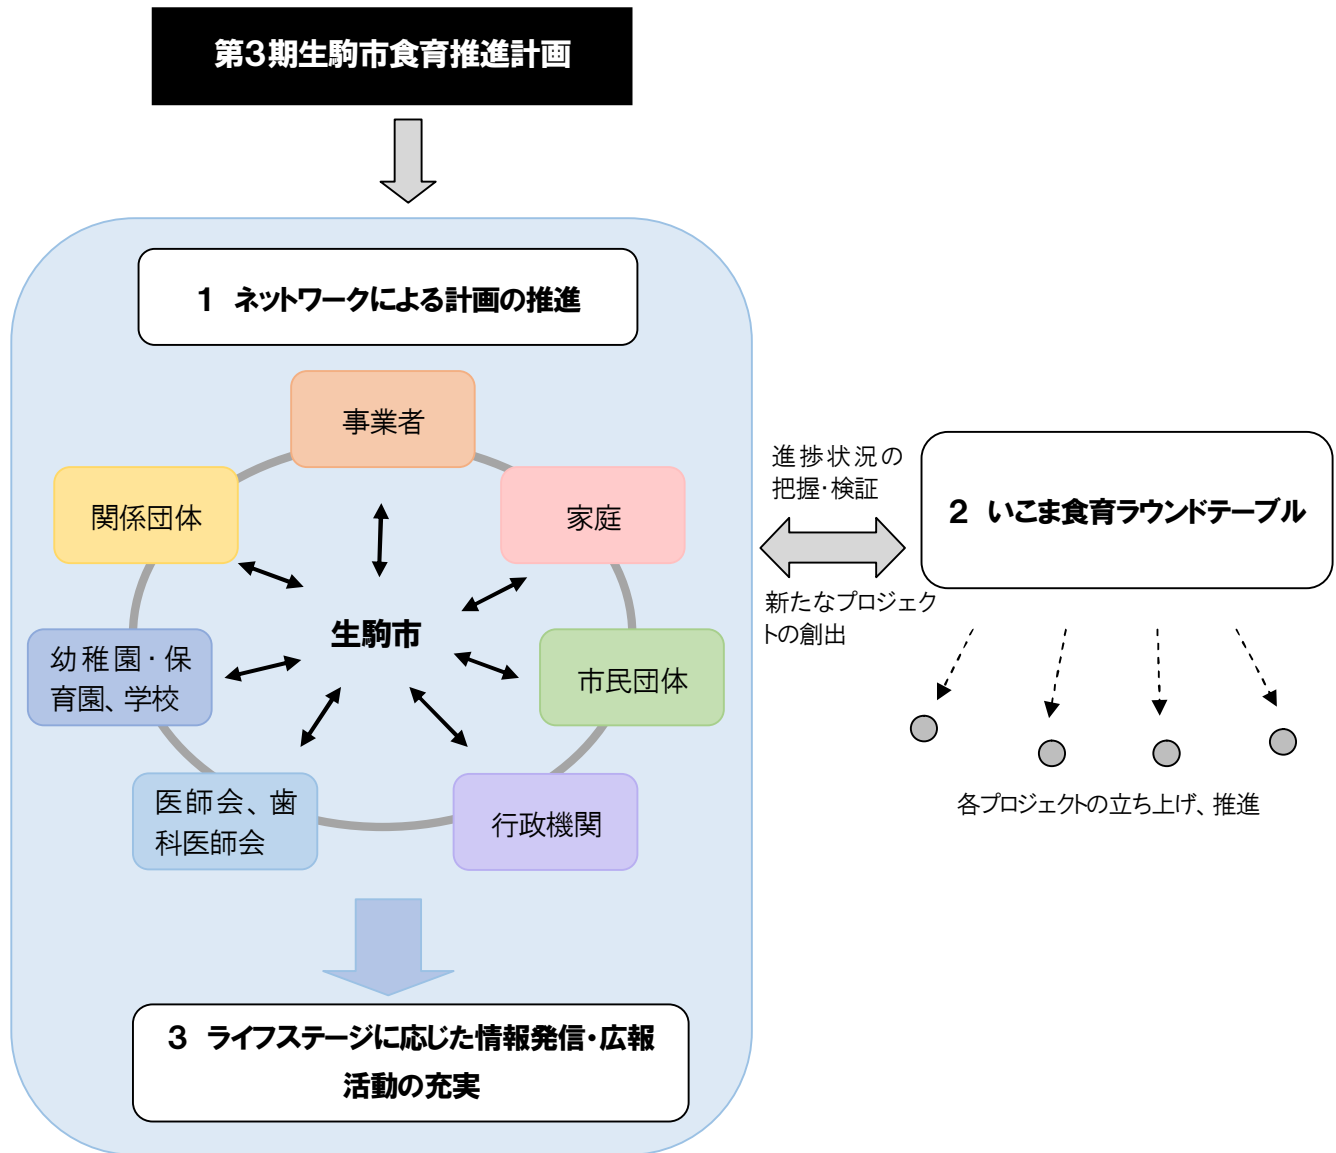 第3期生駒市食育推進計画
1 ネットワークによる計画の推進
事業者
関係団体
家庭
生駒市
幼稚園・保
育園、学校
市民団体
医師会、歯
科医師会
行政機関
3 ライフステージに応じた情報発信・広報
活動の充実
進捗状況の
把握・検証
新たなプロジェク
トの創出
2 いこま食育ラウンドテーブル
各プロジェクトの立ち上げ、推進